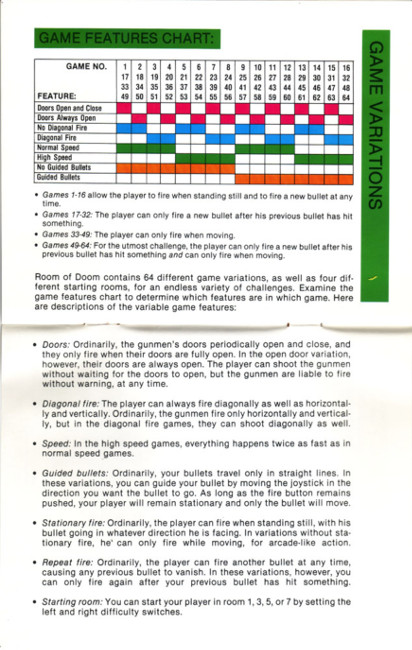 GAME FEATURES CHART:
GAME VARIATIONS
GAME NO. 1 2 3 4 5 6 7 8 9 10 11 12 13 14 15 16
17 18 19 20 21 22 23 24 25 26 27 28 29 30 31 32
33 34 35 36 37 38 39 40 41 42 43 44 45 46 47 48
FEATURE: 49 50 51 52 53 54 55 56 57 58 59 60 61 62 63 64
Doors Open and Close
Doors Always Open
No Diagonal Fire
Diagonal Fire
Normal Speed
High Speed
No Guided Bullets
Guided Bullets
• Games 1-16 allow the player to fire when standing still and to fire a new bullet at any
time.
• Games 17-32: The player can only fire a new bullet after his previous bullet has hit
something.
• Games 33-49: The player can only fire when moving.
• Games 49-64: For the utmost challenge, the player can only fire a new bullet after his
previous bullet has hit something and can only fire when moving.
Room of Doom contains 64 different game variations, as well as four dif-
ferent starting rooms, for an endless variety of challenges. Examine the
game features chart to determine which features are in which game. Here
are descriptions of the variable game features:
• Doors: Ordinarily, the gunmen's doors periodically open and close, and
they only fire when their doors are fully open. In the open door variation,
however, their doors are always open. The player can shoot the gunmen
without waiting for the doors to open, but the gunmen are liable to fire
without warning, at any time.
• Diagonal fire: The player can always fire diagonally as well as horizontal-
ly and vertically. Ordinarily, the gunmen fire only horizontally and vertical-
ly, but in the diagonal fire games, they can shoot diagonally as well.
• Speed: In the high speed games, everything happens twice as fast as in
normal speed games.
• Guided bullets: Ordinarily, your bullets travel only in straight lines. In
these variations, you can guide your bullet by moving the joystick in the
direction you want the bullet to go. As long as the fire button remains
pushed, your player will remain stationary and only the bullet will move.
• Stationary fire: Ordinarily, the player can fire when standing still, with his
bullet going in whatever direction he is facing. In variations without sta-
tionary fire, he can only fire while moving, for arcade-like action.
• Repeat fire: Ordinarily, the player can fire another bullet at any time,
causing any previous bullet to vanish. In these variations, however, you
can only fire again after your previous bullet has hit something.
• Starting room: You can start your player in room 1, 3, 5, or 7 by setting the
left and right difficulty switches.